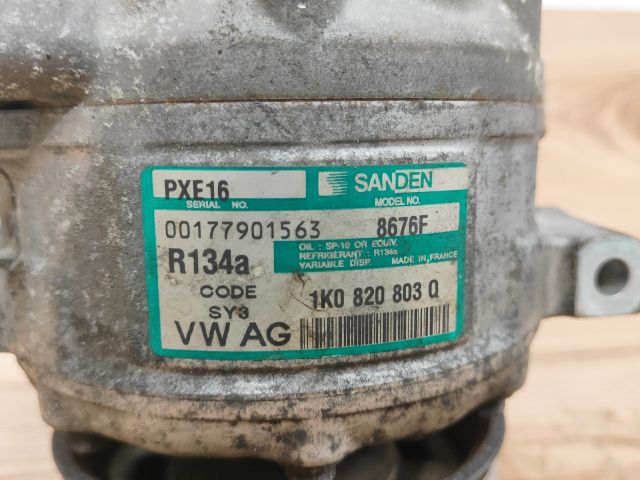 PXE16 SANDEN
SERIAL NO. MODEL NO.
00177901563 8676F
OIL : SP-10 OR EQUIV.
REFRIGERANT : R134a
VARIABLE DISP. MADE IN FRANCE
R134a
CODE
SY3
1K0 820 803 Q
VW AG